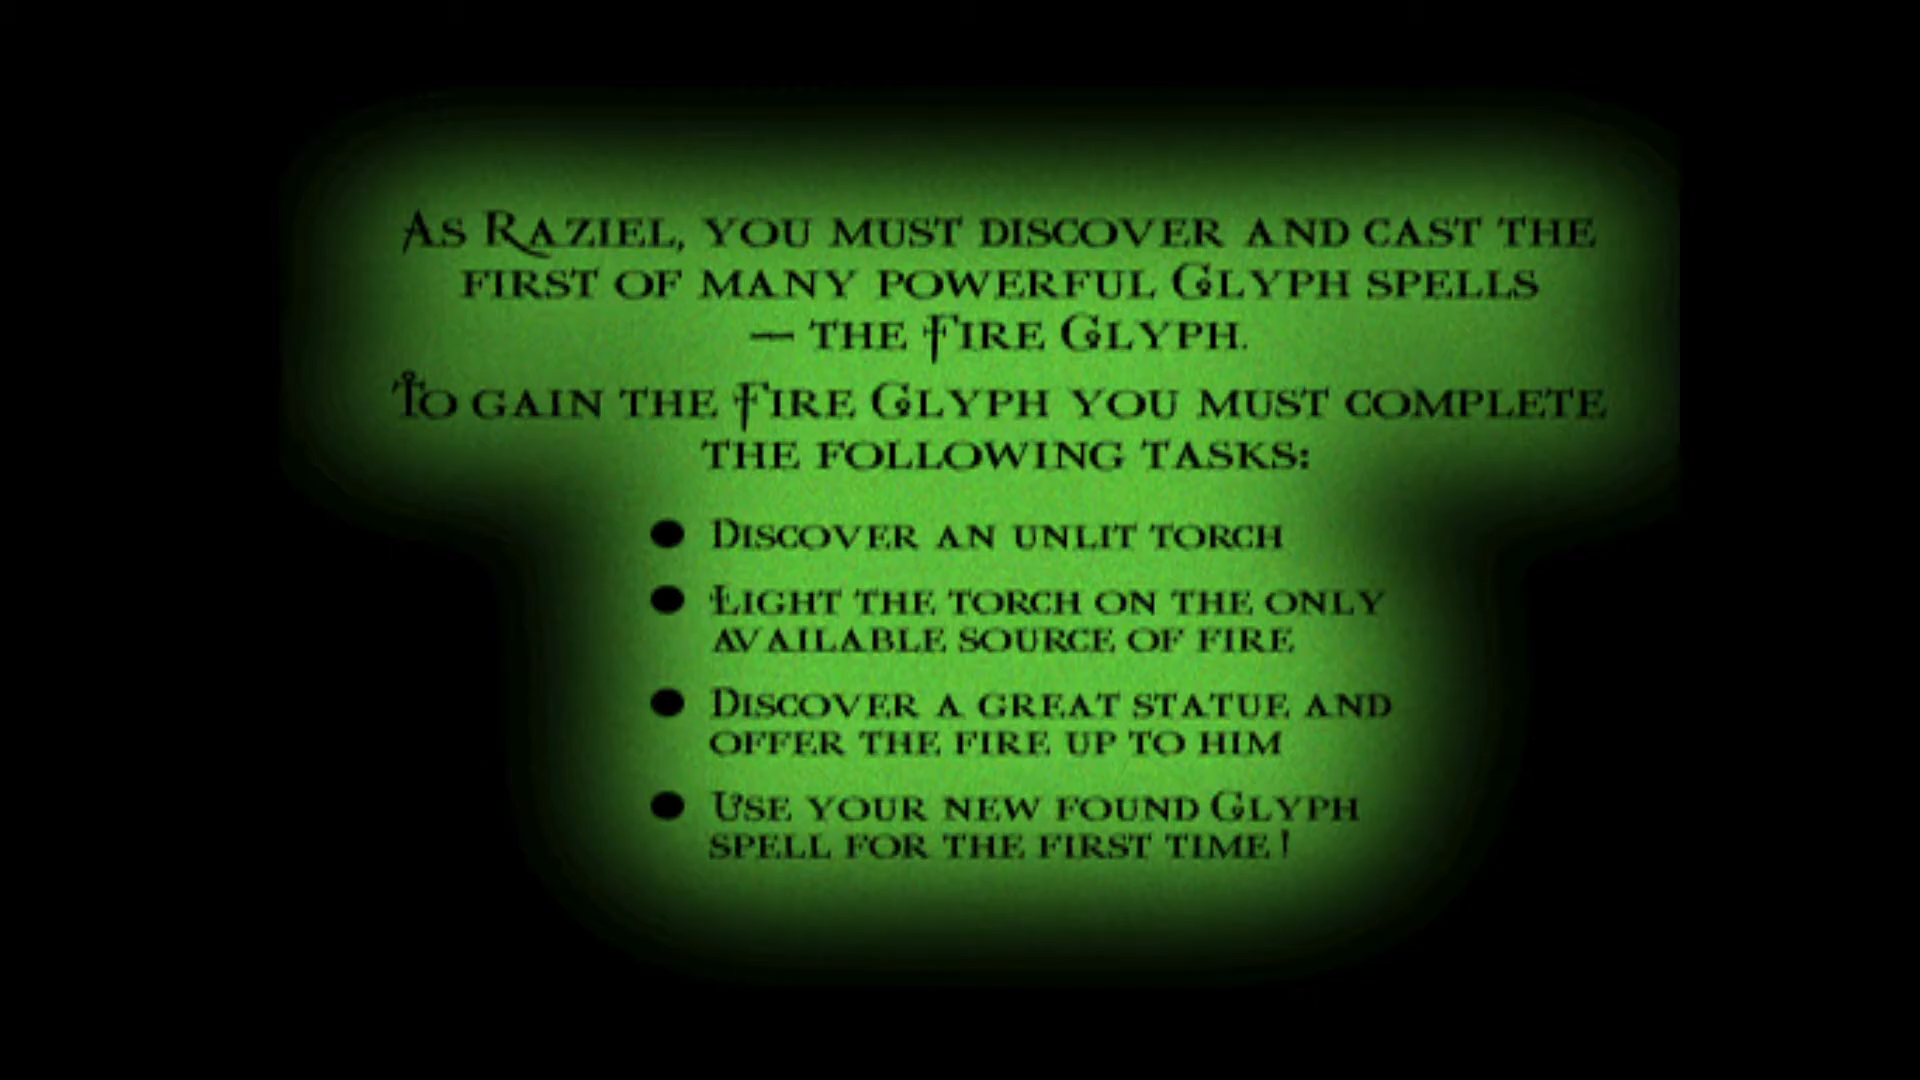 As Raziel, you must discover and cast the
first of many powerful Glyph spells
— the Fire Glyph.
To gain the Fire Glyph you must complete
the following tasks:
● Discover an unlit torch
● Light the torch on the only
available source of fire
● Discover a great statue and
offer the fire up to him
● Use your new found Glyph
spell for the first time!